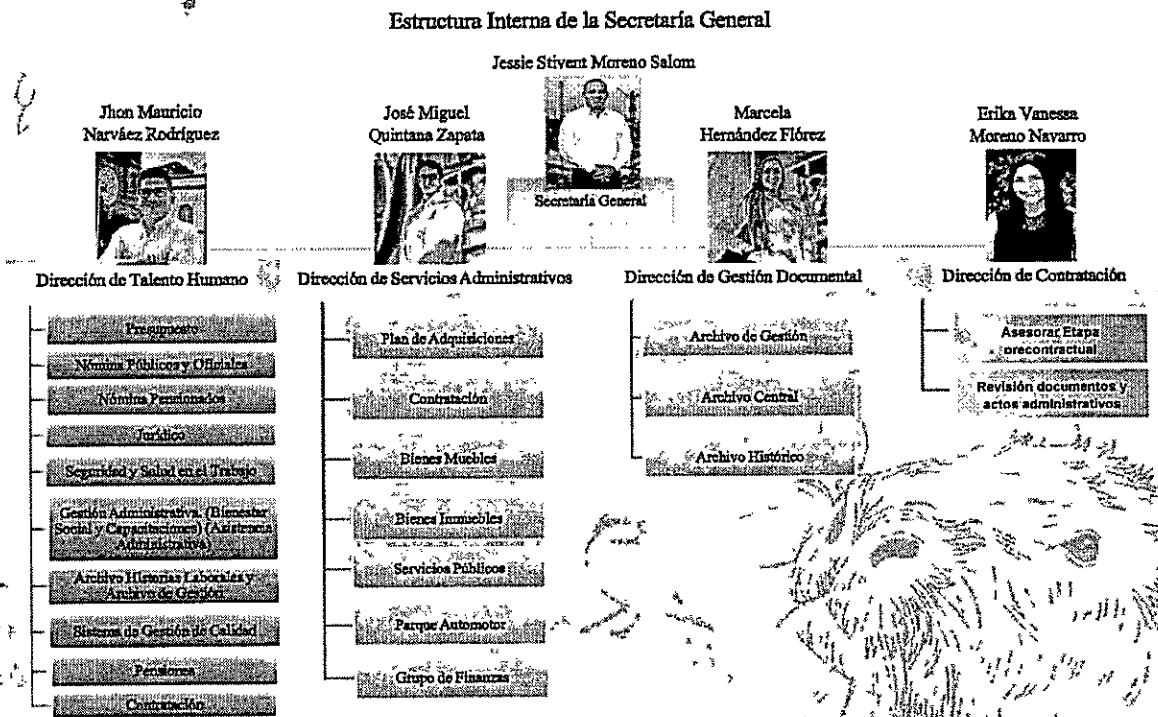 Estructura Interna de la Secretaría General
Jessie Stivent Moreno Salom
Secretaría General
Jhon Mauricio
Narváez Rodríguez
Dirección de Talento Humano
Presupuesto
Nómina Públicos y Oficiales
Nómina Pensionados
Jurídico
Seguridad y Salud en el Trabajo
Gestión Administrativa. (Bienestar
Social y Capacitaciones) (Asistencia
Administrativa)
Archivo Historias Laborales y
Archivo de Gestión
Sistema de Gestión de Calidad
Pensiones
Contratación
José Miguel
Quintana Zapata
Dirección de Servicios Administrativos
Plan de Adquisiciones
Contratación
Bienes Muebles
Bienes Inmuebles
Servicios Públicos
Parque Automotor
Grupo de Finanzas
Marcela
Hernández Flórez
Dirección de Gestión Documental
Archivo de Gestión
Archivo Central
Archivo Histórico
Erika Vanessa
Moreno Navarro
Dirección de Contratación
Asesorar Etapa
precontractual
Revisión documentos y
actos administrativos